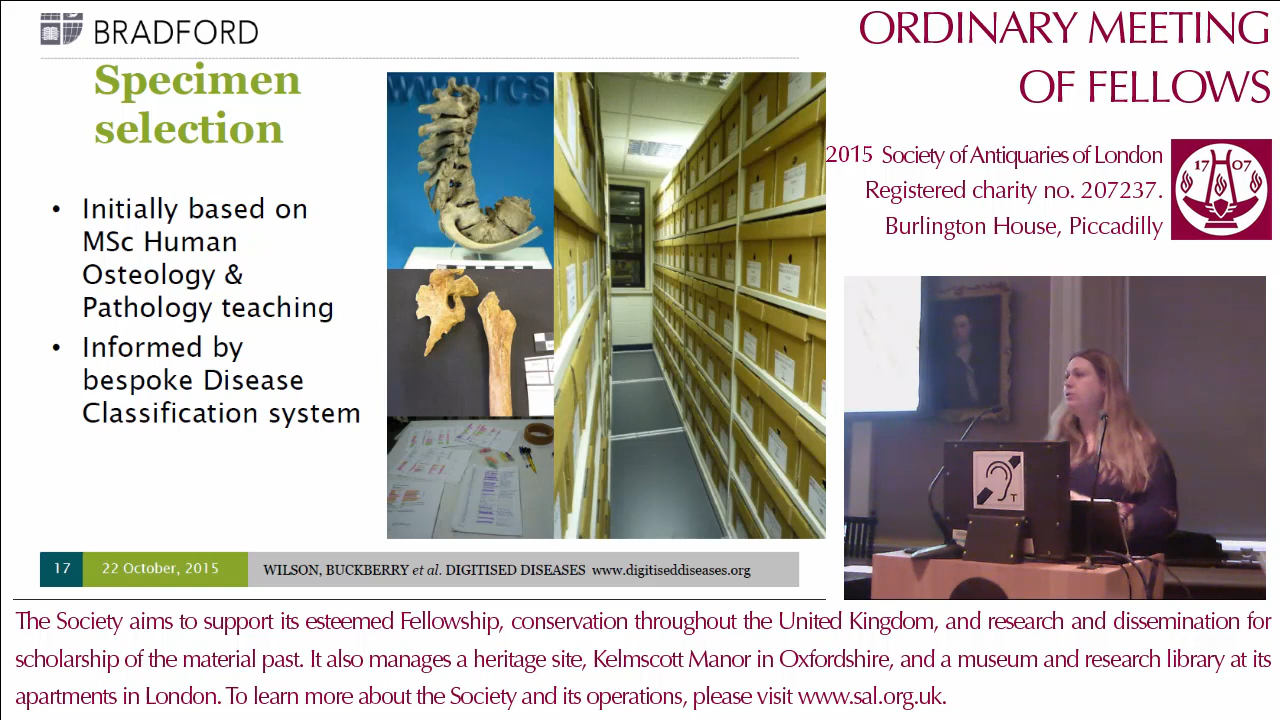 BRADFORD
Specimen
selection
• Initially based on
MSc Human
Osteology &
Pathology teaching
• Informed by
bespoke Disease
Classification system
www.rcs
17
22 October, 2015
WILSON, BUCKBERRY et al. DIGITISED DISEASES www.digitiseddiseases.org
ORDINARY MEETING
OF FELLOWS
2015 Society of Antiquaries of London
Registered charity no. 207237.
Burlington House, Piccadilly
17 07
T
The Society aims to support its esteemed Fellowship, conservation throughout the United Kingdom, and research and dissemination for
scholarship of the material past. It also manages a heritage site, Kelmscott Manor in Oxfordshire, and a museum and research library at its
apartments in London. To learn more about the Society and its operations, please visit www.sal.org.uk.